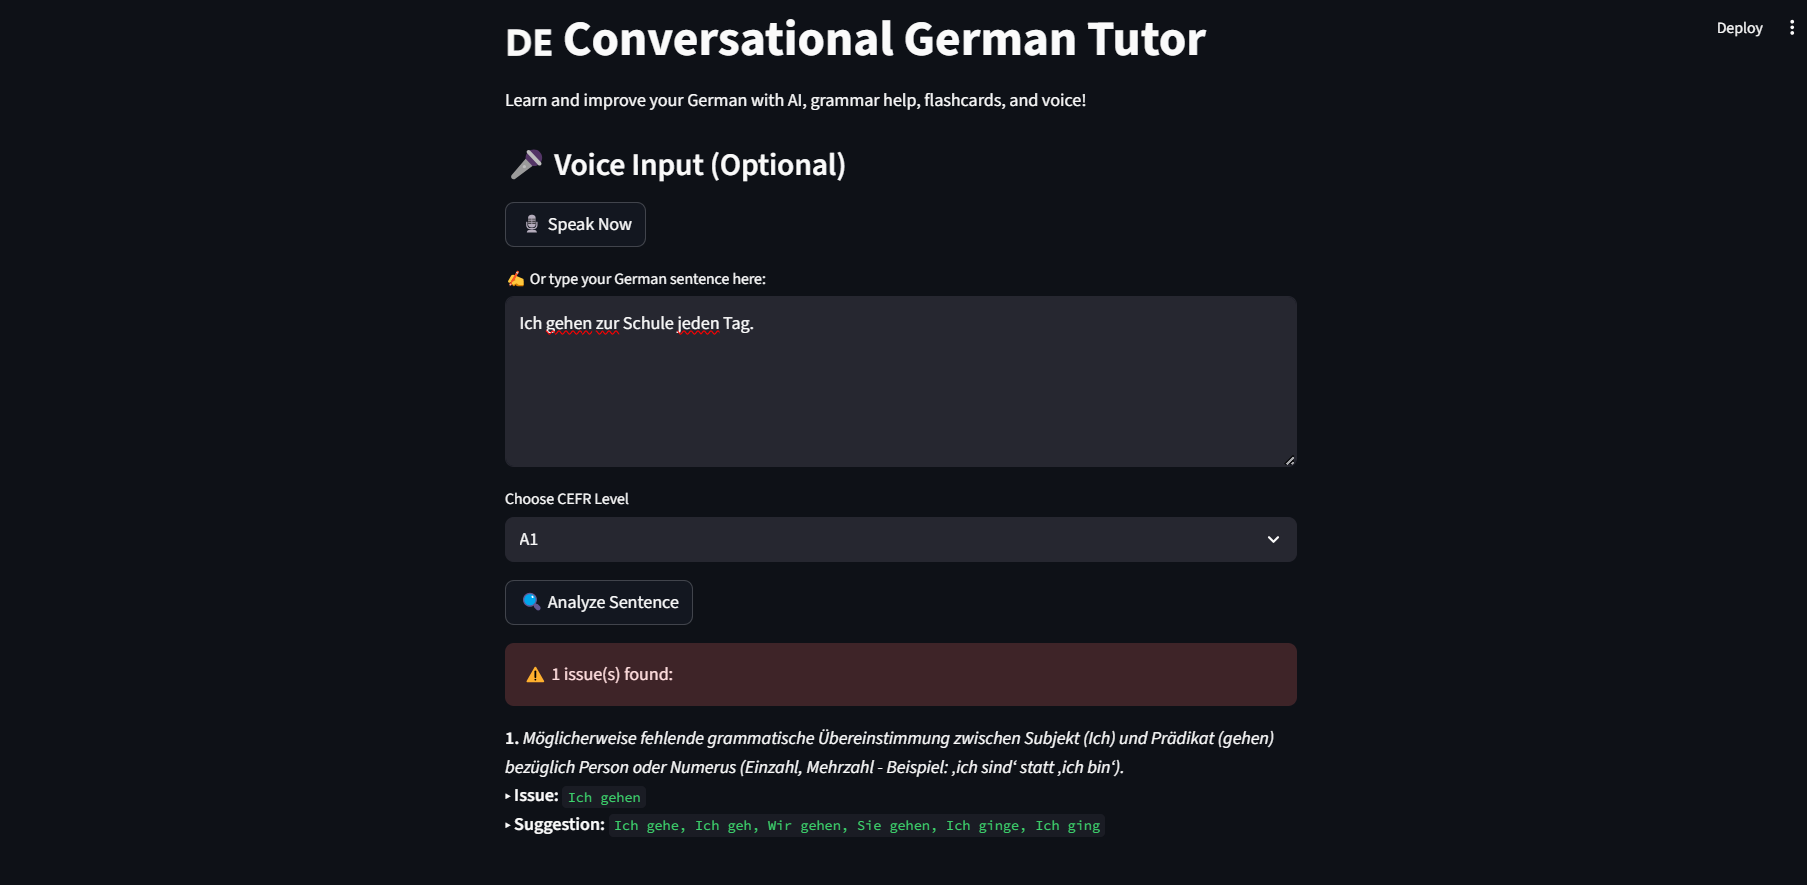 Deploy
DE Conversational German Tutor
Learn and improve your German with AI, grammar help, flashcards, and voice!
Voice Input (Optional)
Speak Now
Or type your German sentence here:
Ich gehen zur Schule jeden Tag.
Choose CEFR Level
A1
Analyze Sentence
1 issue(s) found:
1. Möglicherweise fehlende grammatische Übereinstimmung zwischen Subjekt (Ich) und Prädikat (gehen)
bezüglich Person oder Numerus (Einzahl, Mehrzahl - Beispiel: ‚ich sind‘ statt ‚ich bin‘).
‣ Issue: Ich gehen
‣ Suggestion: Ich gehe, Ich geh, Wir gehen, Sie gehen, Ich ginge, Ich ging